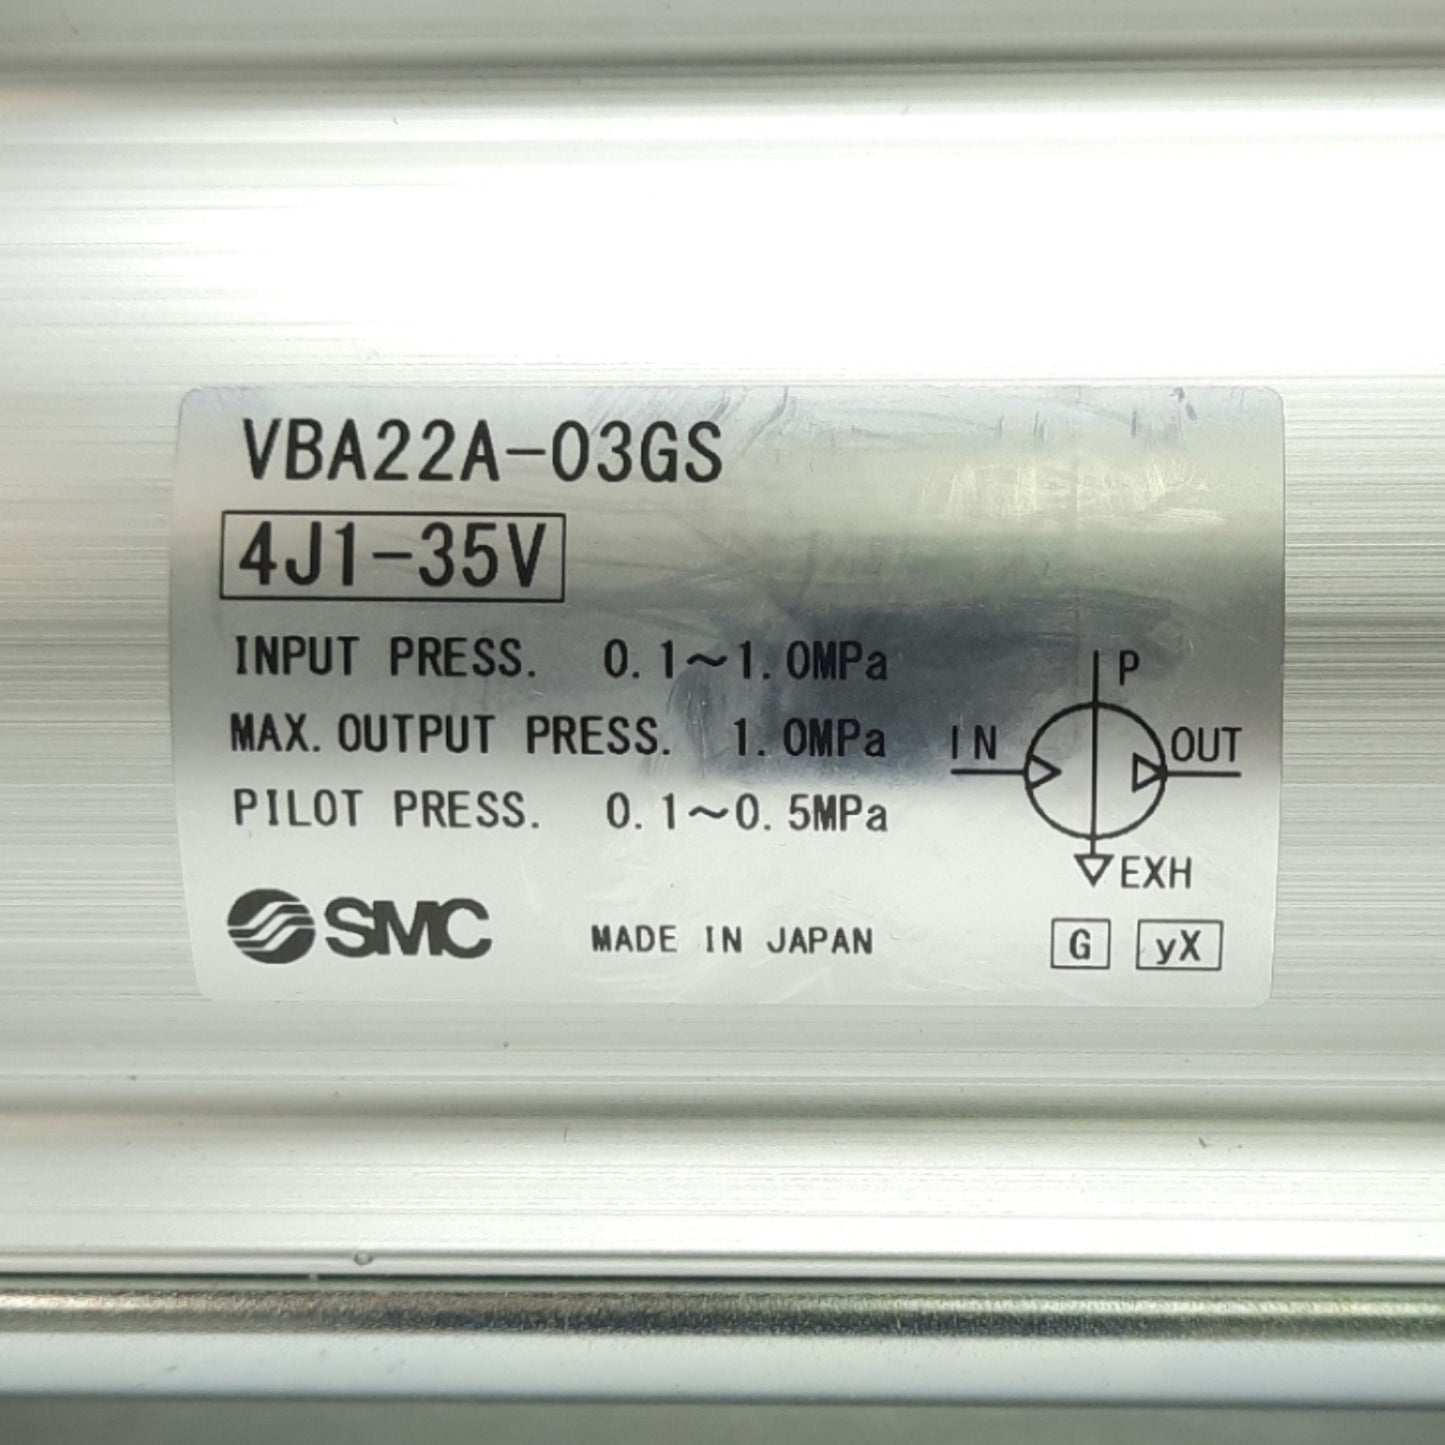 VBA22A-03GS
4J1-35V
INPUT PRESS. 0.1～1.0MPa
MAX. OUTPUT PRESS. 1.0MPa
PILOT PRESS. 0.1～0.5MPa
P
IN
OUT
EXH
SMC
MADE IN JAPAN
G yX